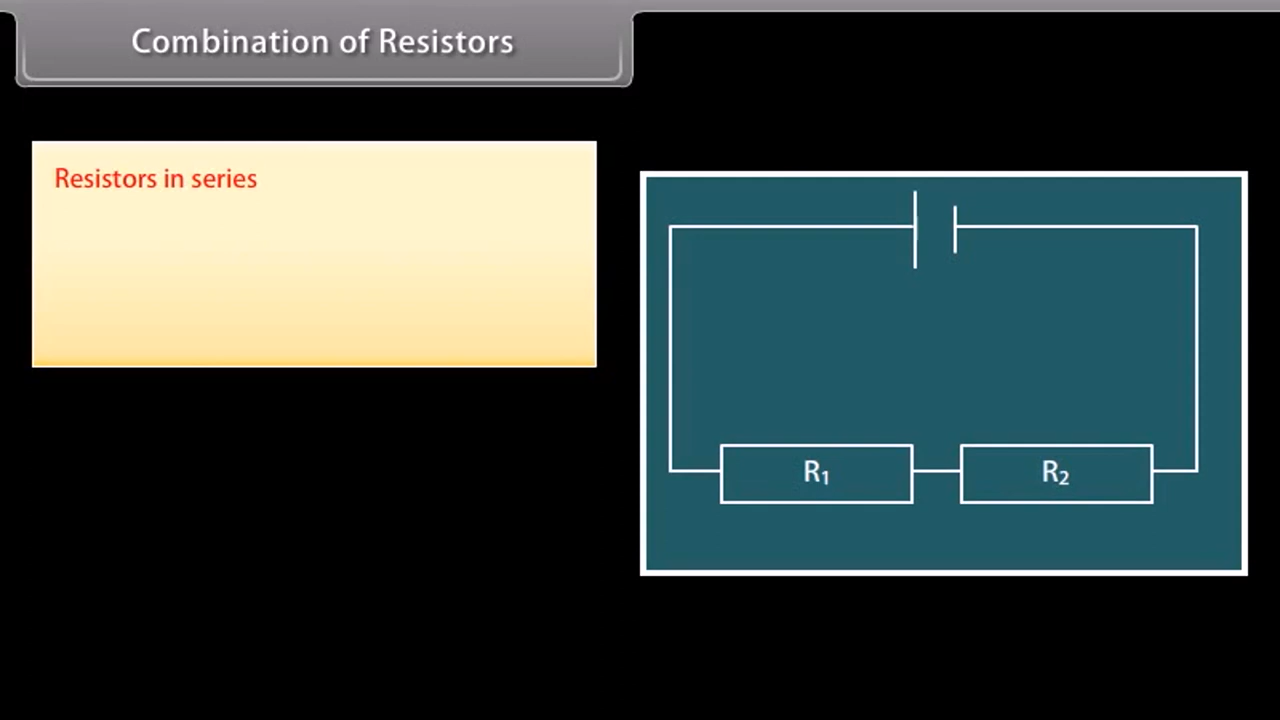 Combination of Resistors
Resistors in series
R₁
R₂